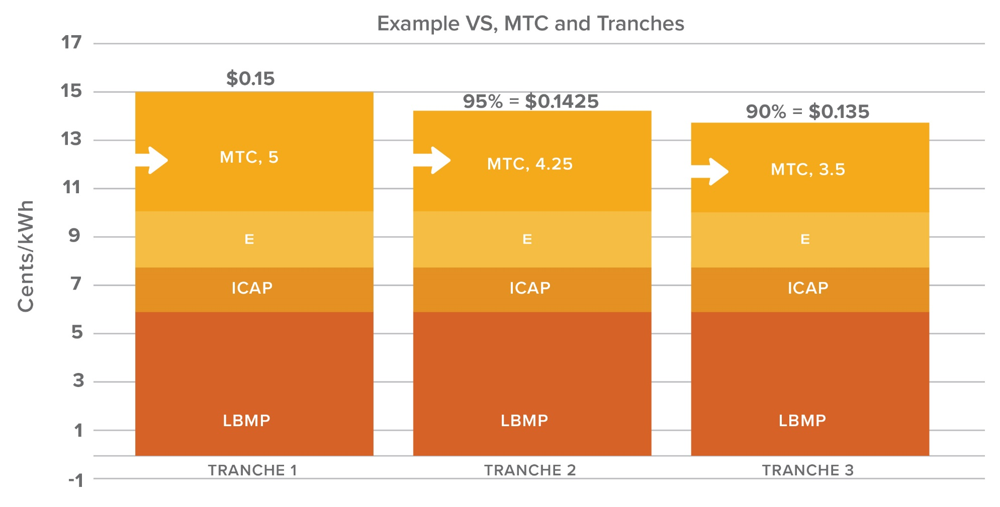 Example VS, MTC and Tranches
Cents/kWh
17
15
13
11
9
7
5
3
1
-1
$0.15
MTC, 5
E
ICAP
LBMP
TRANCHE 1
95% = $0.1425
MTC, 4.25
E
ICAP
LBMP
TRANCHE 2
90% = $0.135
MTC, 3.5
E
ICAP
LBMP
TRANCHE 3